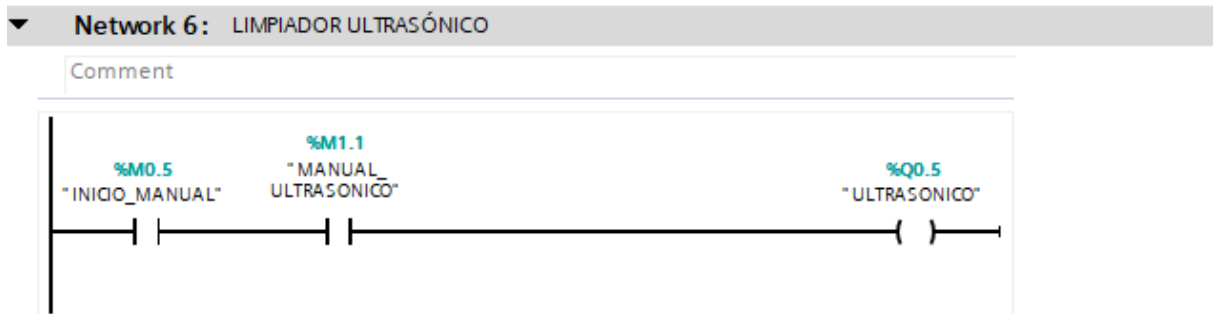 Network 6: LIMPIADOR ULTRASÓNICO
Comment
%M0.5
"INICIO_MANUAL"
%M1.1
"MANUAL_
ULTRASONICO"
%Q0.5
"ULTRASONICO"